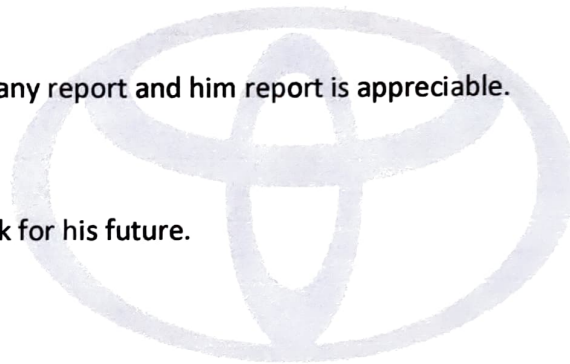 any report and him report is appreciable.
k for his future.